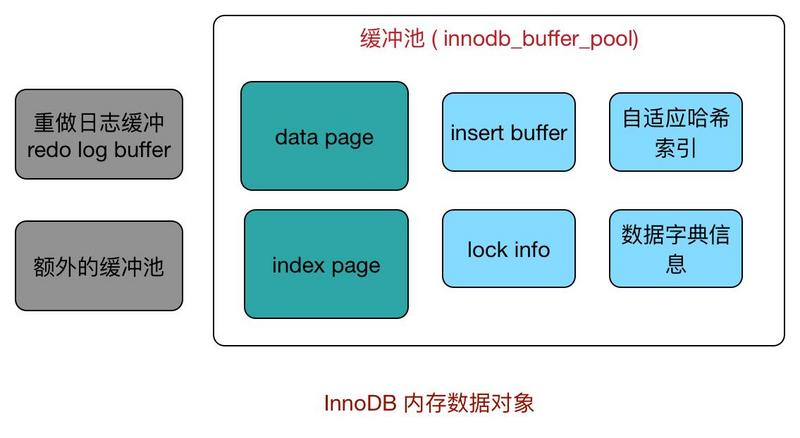 缓冲池 ( innodb_buffer_pool)
重做日志缓冲
redo log buffer
data page
insert buffer
自适应哈希
索引
额外的缓冲池
index page
lock info
数据字典信
息
InnoDB 内存数据对象